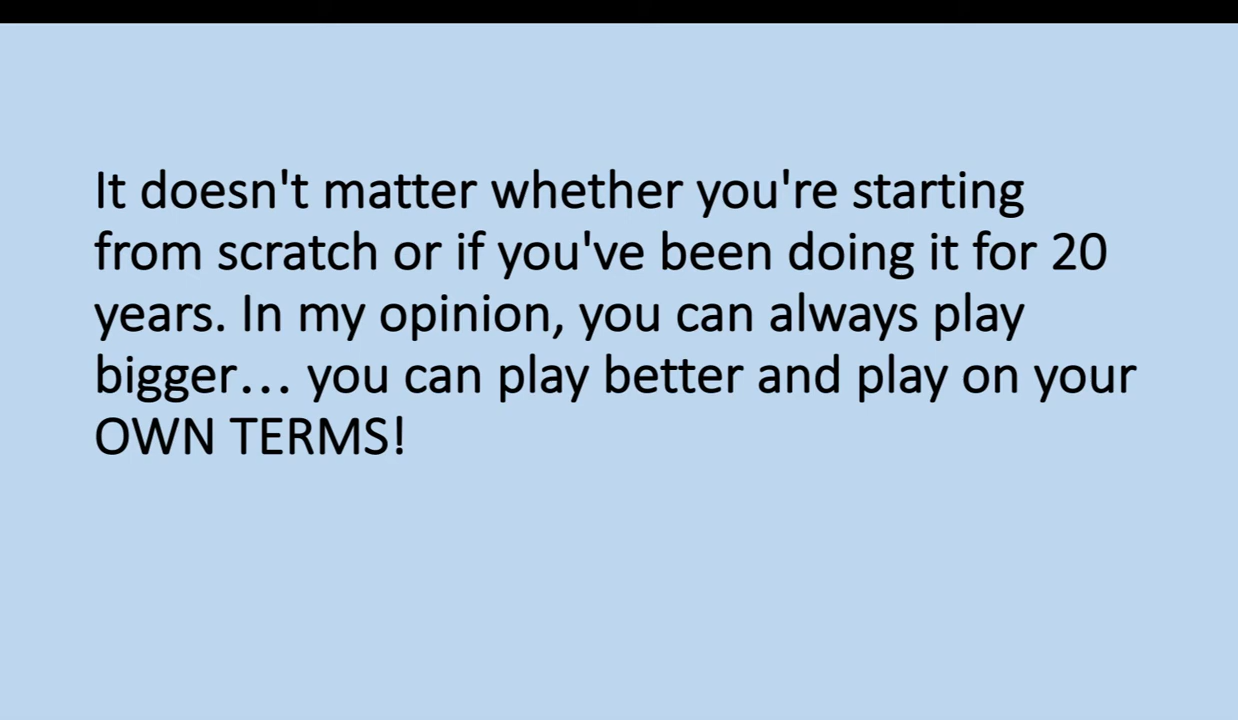 It doesn't matter whether you're starting
from scratch or if you've been doing it for 20
years. In my opinion, you can always play
bigger… you can play better and play on your
OWN TERMS!